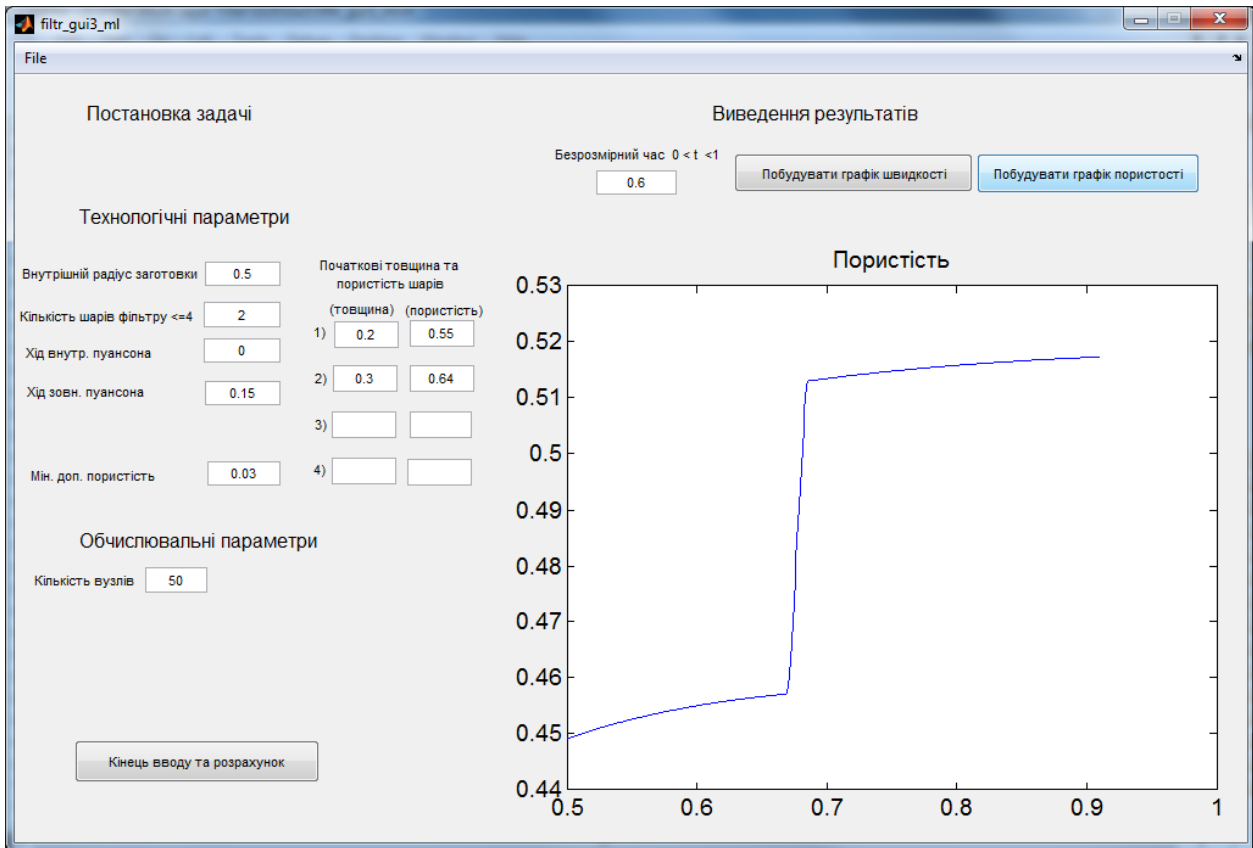 filtr_gui3_ml
File
Постановка задачі
Виведення результатів
Безрозмірний час 0 < t <1
0.6
Побудувати графік швидкості
Побудувати графік пористості
Технологічні параметри
Внутрішній радіус заготовки 0.5
Кількість шарів фільтру <=4 2
Хід внутр. пуансона 0
Хід зовн. пуансона 0.15
Мін. доп. пористість 0.03
Початкові товщина та
пористість шарів
(товщина) (пористість)
1) 0.2 0.55
2) 0.3 0.64
3)
4)
Обчислювальні параметри
Кількість вузлів 50
Кінець вводу та розрахунок
Пористість
0.53
0.52
0.51
0.5
0.49
0.48
0.47
0.46
0.45
0.44
0.5 0.6 0.7 0.8 0.9 1